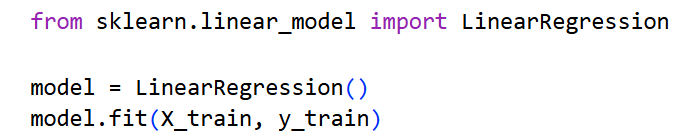 from sklearn.linear_model import LinearRegression
model = LinearRegression()
model.fit(X_train, y_train)